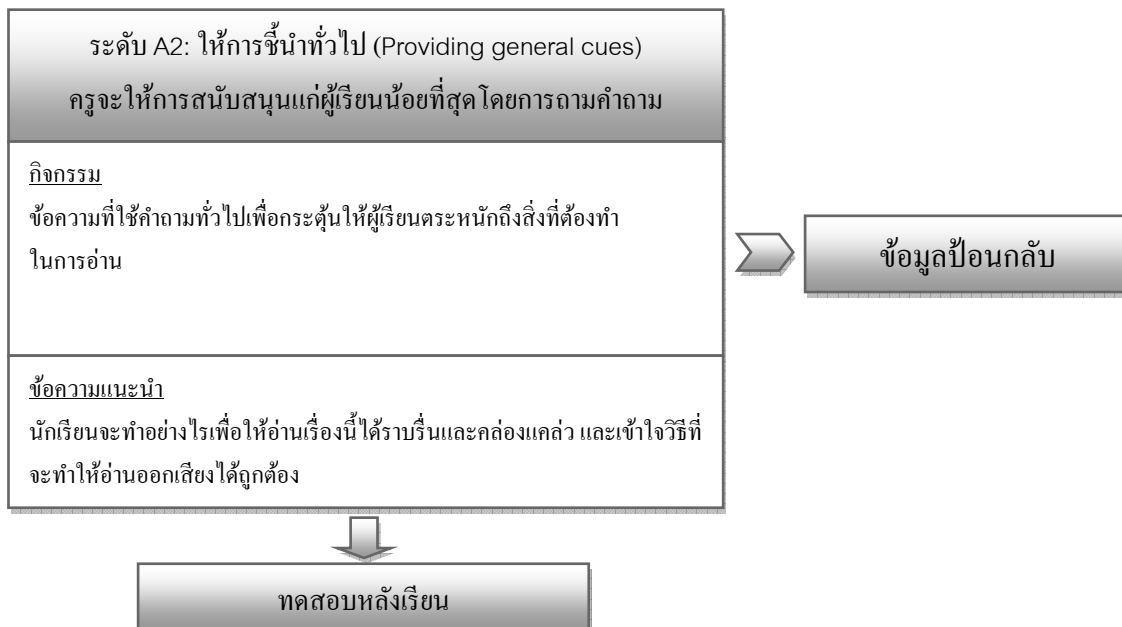 ระดับ A2: ให้การชี้นำทั่วไป (Providing general cues)
ครูจะให้การสนับสนุนแก่ผู้เรียนน้อยที่สุดโดยการถามคำถาม
กิจกรรม
ข้อความที่ใช้คำถามทั่วไปเพื่อกระตุ้นให้ผู้เรียนตระหนักถึงสิ่งที่ต้องทำ
ในการอ่าน
ข้อมูลป้อนกลับ
ข้อความแนะนำ
นักเรียนจะทำอย่างไรเพื่อให้อ่านเรื่องนี้ได้ราบรื่นและคล่องแคล่ว และเข้าใจวิธีที่
จะทำให้อ่านออกเสียงได้ถูกต้อง
ทดสอบหลังเรียน